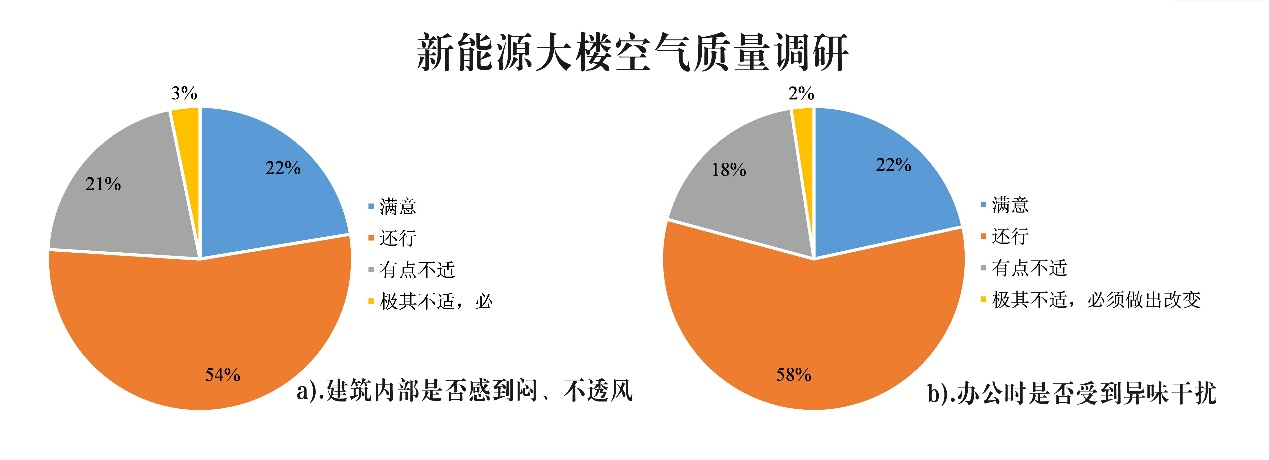 新能源大楼空气质量调研
3%
22%
21%
54%
满意
还行
有点不适
极其不适，必
a).建筑内部是否感到闷、不透风
2%
22%
18%
58%
满意
还行
有点不适
极其不适，必须做出改变
b).办公时是否受到异味干扰